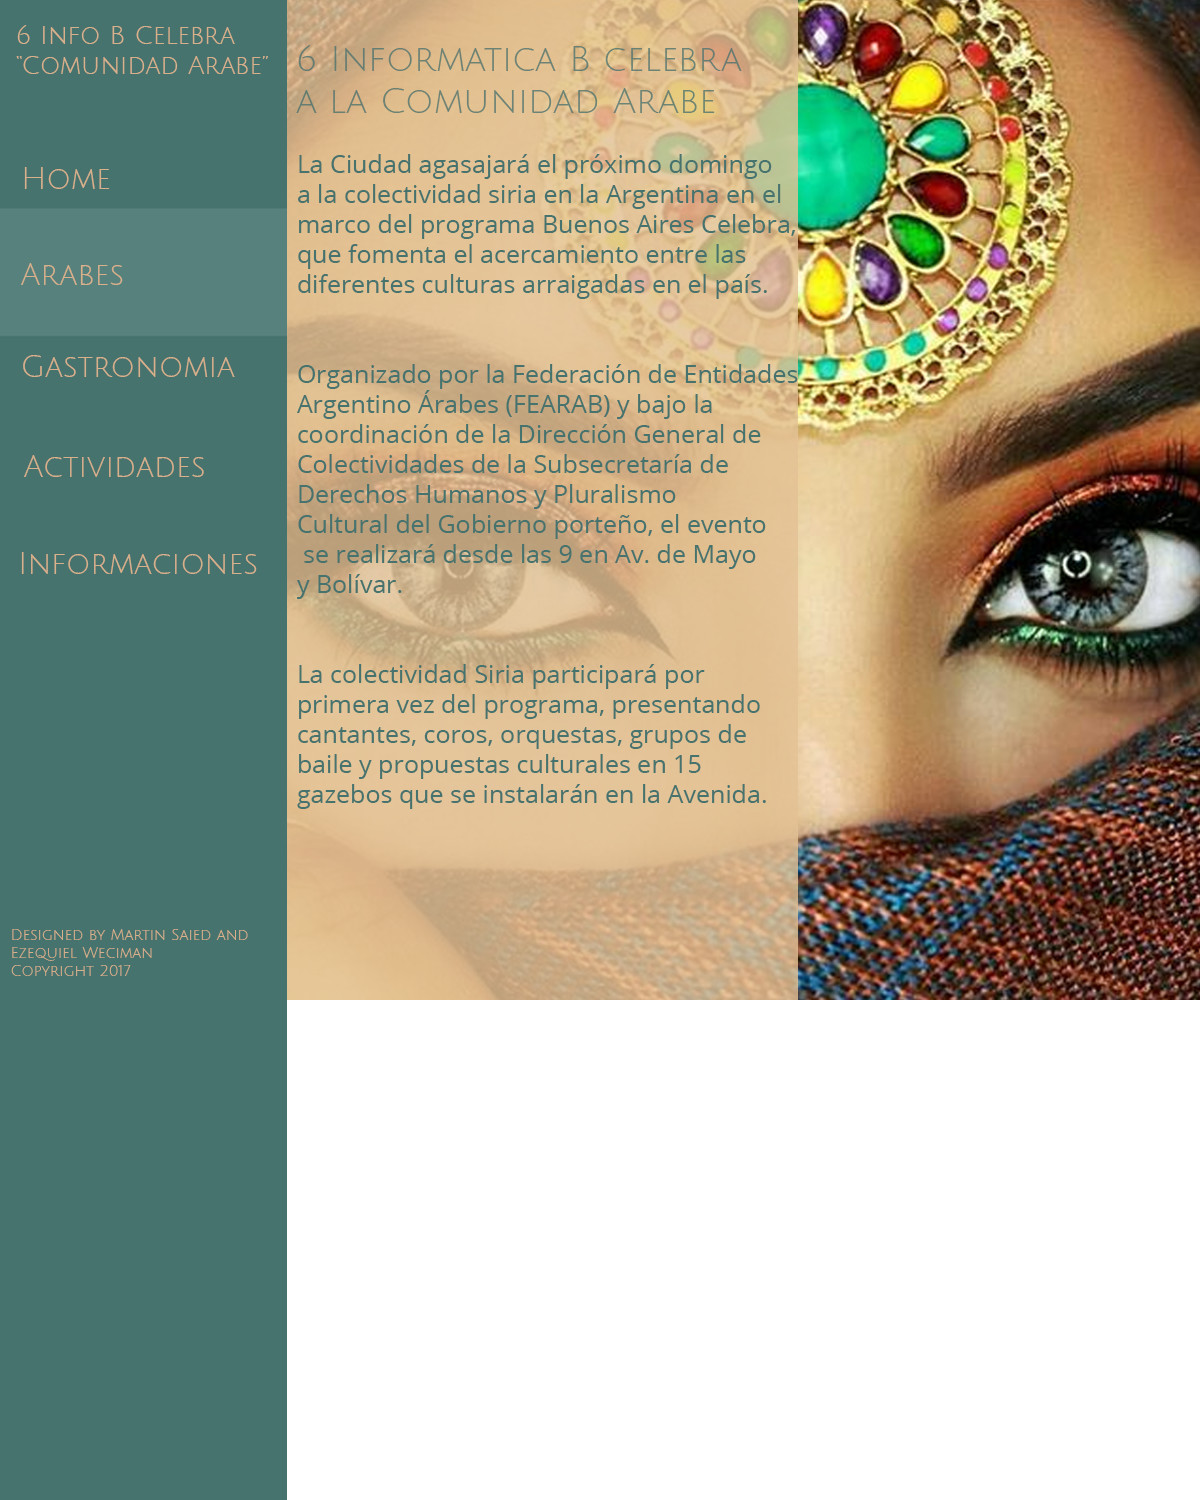 6 Info B Celebra
"Comunidad Arabe"
Home
Arabes
Gastronomia
Actividades
Informaciones
Designed by Martin Saied and
Ezequiel Weciman
Copyright 2017
6 Informatica B celebra
a la Comunidad Arabe
La Ciudad agasajará el próximo domingo
a la colectividad siria en la Argentina en el
marco del programa Buenos Aires Celebra,
que fomenta el acercamiento entre las
diferentes culturas arraigadas en el país.
Organizado por la Federación de Entidades
Argentino Árabes (FEARAB) y bajo la
coordinación de la Dirección General de
Colectividades de la Subsecretaría de
Derechos Humanos y Pluralismo
Cultural del Gobierno porteño, el evento
se realizará desde las 9 en Av. de Mayo
y Bolívar.
La colectividad Siria participará por
primera vez del programa, presentando
cantantes, coros, orquestas, grupos de
baile y propuestas culturales en 15
gazebos que se instalarán en la Avenida.